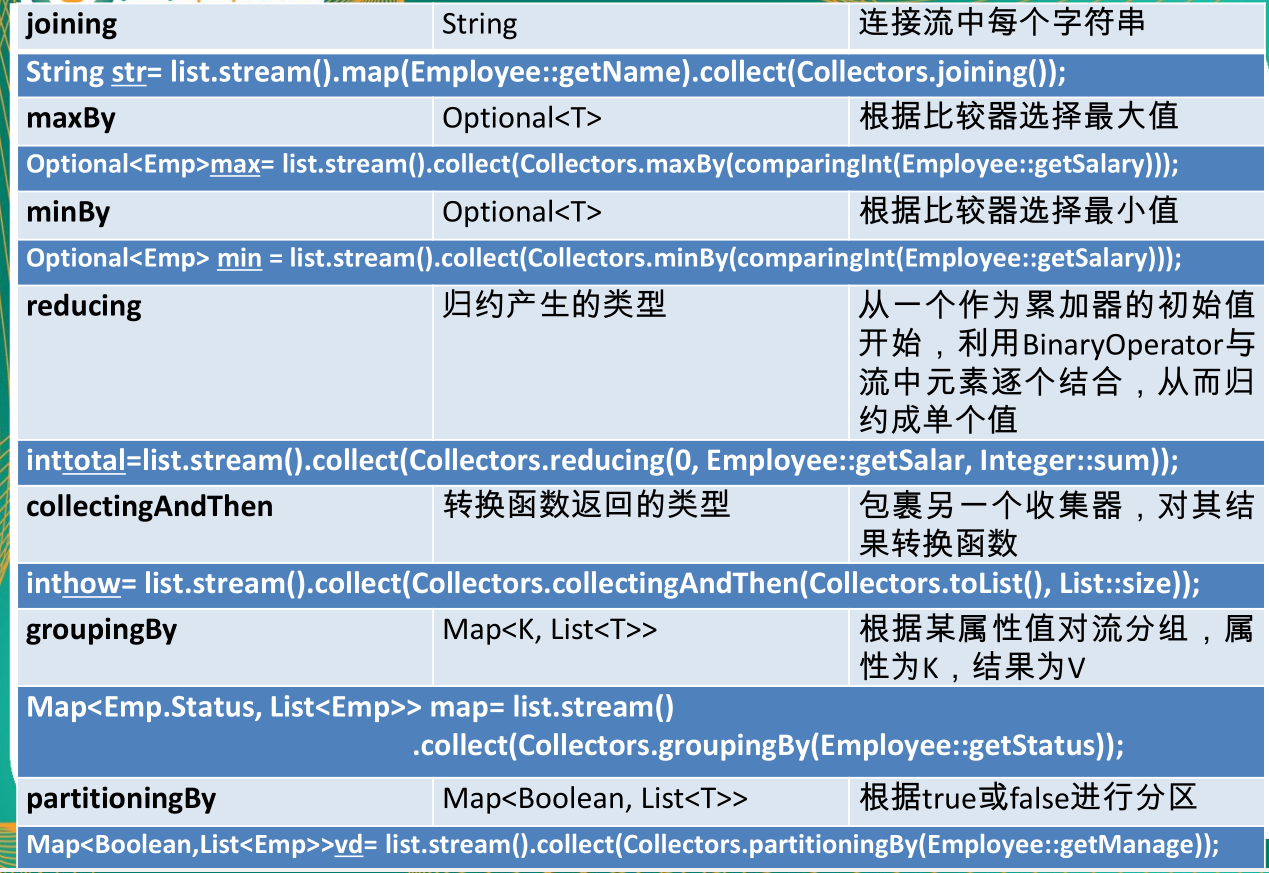 joining String 连接流中每个字符串
String str= list.stream().map(Employee::getName).collect(Collectors.joining());
maxBy Optional<T> 根据比较器选择最大值
Optional<Emp>max= list.stream().collect(Collectors.maxBy(comparingInt(Employee::getSalary)));
minBy Optional<T> 根据比较器选择最小值
Optional<Emp> min = list.stream().collect(Collectors.minBy(comparingInt(Employee::getSalary)));
reducing 归约产生的类型 从一个作为累加器的初始值
开始，利用BinaryOperator与
流中元素逐个结合，从而归
约成单个值
inttotal=list.stream().collect(Collectors.reducing(0, Employee::getSalar, Integer::sum));
collectingAndThen 转换函数返回的类型 包裹另一个收集器，对其结
果转换函数
inthow= list.stream().collect(Collectors.collectingAndThen(Collectors.toList(), List::size));
groupingBy Map<K, List<T>> 根据某属性值对流分组，属
性为K，结果为V
Map<Emp.Status, List<Emp>> map= list.stream()
.collect(Collectors.groupingBy(Employee::getStatus));
partitioningBy Map<Boolean, List<T>> 根据true或false进行分区
Map<Boolean,List<Emp>>vd= list.stream().collect(Collectors.partitioningBy(Employee::getManage));